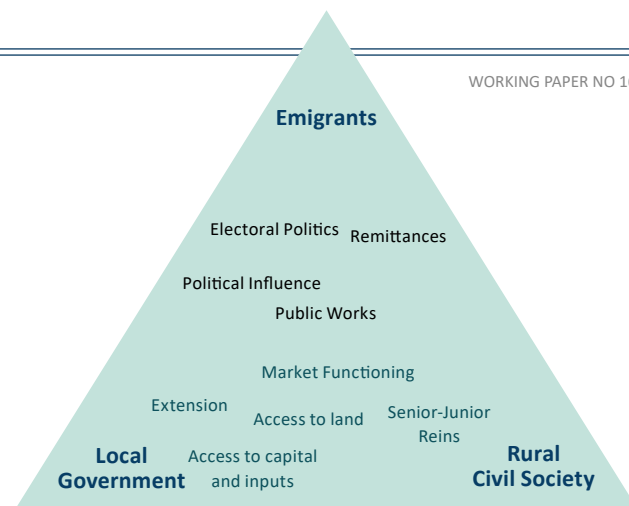 WORKING PAPER NO
Emigrants
Electoral Politics
Remittances
Political Influence
Public Works
Market Functioning
Extension
Access to land
Senior-Junior
Reins
Local
Government
Access to capital
and inputs
Rural
Civil Society